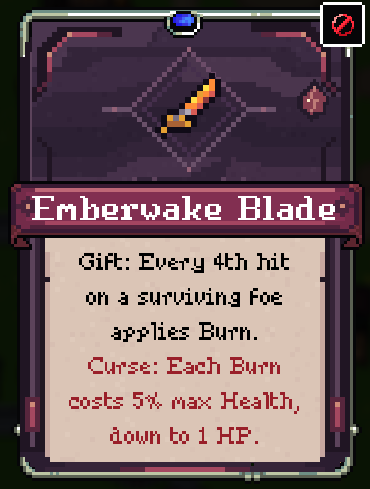 Emberwake Blade
Gift: Every 4th hit
on a surviving foe
applies Burn.
Curse: Each Burn
costs 5% max Health,
down to 1 HP.